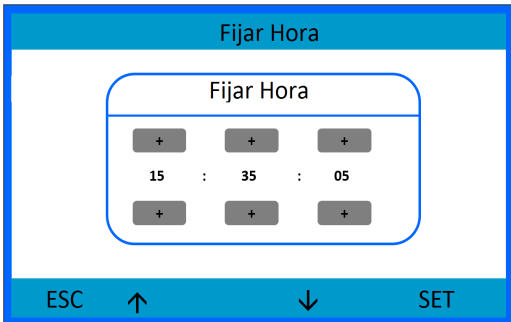 Fijar Hora
Fijar Hora
+ + +
15 : 35 : 05
+ + +
ESC ↑ ↓ SET